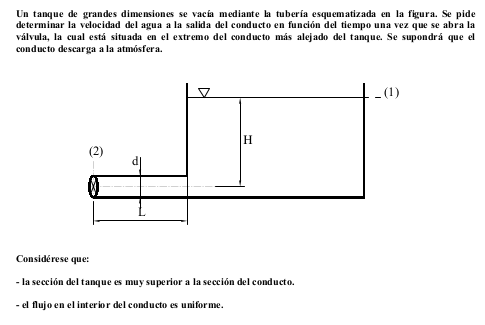 Un tanque de grandes dimensiones se vacía mediante la tubería esquematizada en la figura. Se pide
determinar la velocidad del agua a la salida del conducto en función del tiempo una vez que se abra la
válvula, la cual está situada en el extremo del conducto más alejado del tanque. Se supondrá que el
conducto descarga a la atmósfera.
(1)
H
(2)
d
L
Considérese que:
- la sección del tanque es muy superior a la sección del conducto.
- el flujo en el interior del conducto es uniforme.